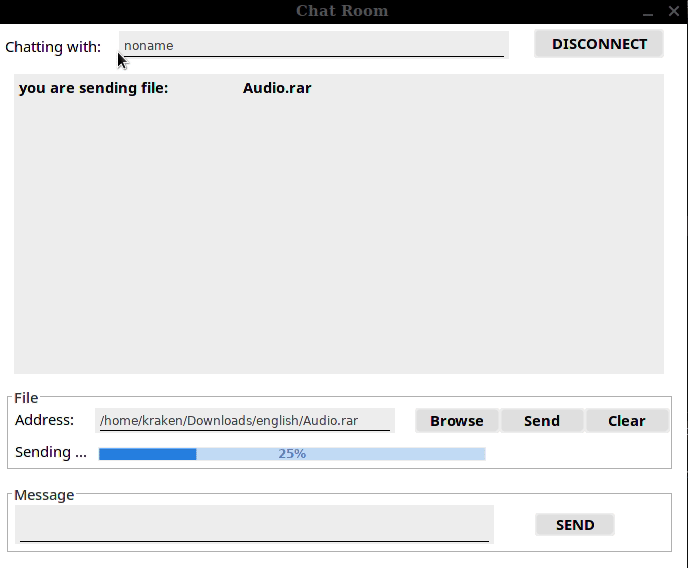 Chat Room
Chatting with: noname DISCONNECT
you are sending file: Audio.rar
File
Address: /home/kraken/Downloads/english/Audio.rar Browse Send Clear
Sending ... 25%
Message
SEND